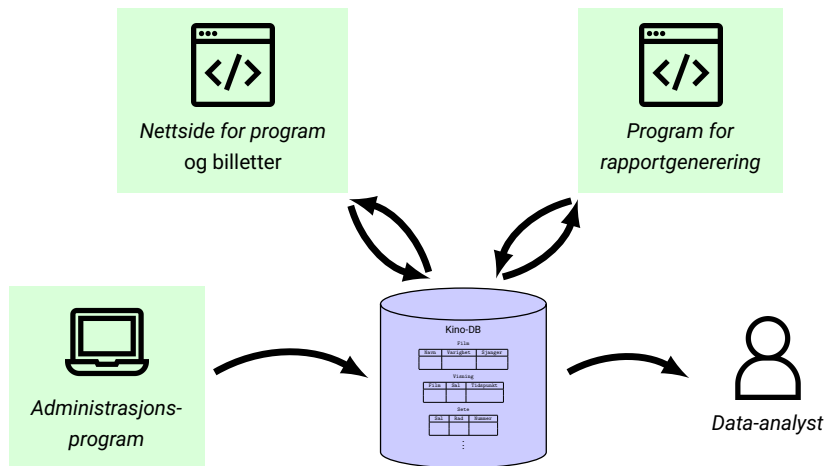 </>
</>
Nettside for program
og billetter
Program for
rapportgenerering
Kino-DB
Film
Navn Varighet Sjanger
Visning
Film Sal Tidspunkt
Sete
Sal Rad Nummer
⋮
Administrasjons-
program
Data-analyst